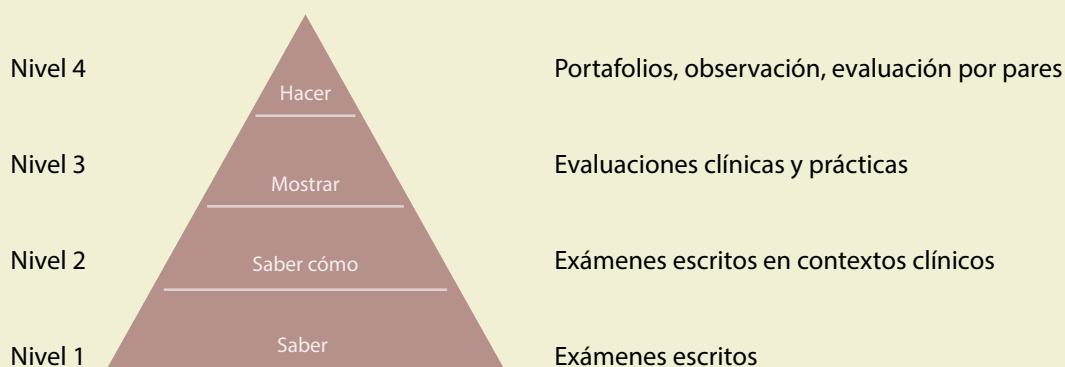 Nivel 4
Hacer
Portafolios, observación, evaluación por pares
Nivel 3
Mostrar
Evaluaciones clínicas y prácticas
Nivel 2
Saber cómo
Exámenes escritos en contextos clínicos
Nivel 1
Saber
Exámenes escritos